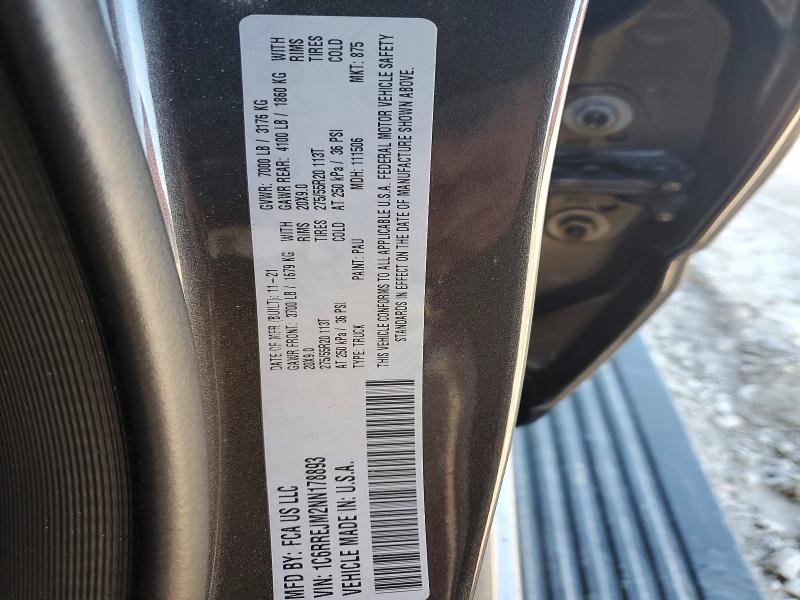 MFD BY: FCA US LLC
DATE OF MFR (BUILT): 11-21 GVWR: 7000 LB / 3176 KG
GAWR FRONT: 3700 LB / 1679 KG WITH GAWR REAR: 4100 LB / 1860 KG WITH
20X9.0 RIMS 20X9.0 RIMS
275/55R20 113T TIRES 275/55R20 113T TIRES
AT 250 kPa / 36 PSI COLD AT 250 kPa / 36 PSI COLD
VIN: 1C6RREJM2NN178893 TYPE: TRUCK PAINT: PAU MDH: 111506 MKT: 875
VEHICLE MADE IN: U.S.A.
THIS VEHICLE CONFORMS TO ALL APPLICABLE U.S.A. FEDERAL MOTOR VEHICLE SAFETY
STANDARDS IN EFFECT ON THE DATE OF MANUFACTURE SHOWN ABOVE.